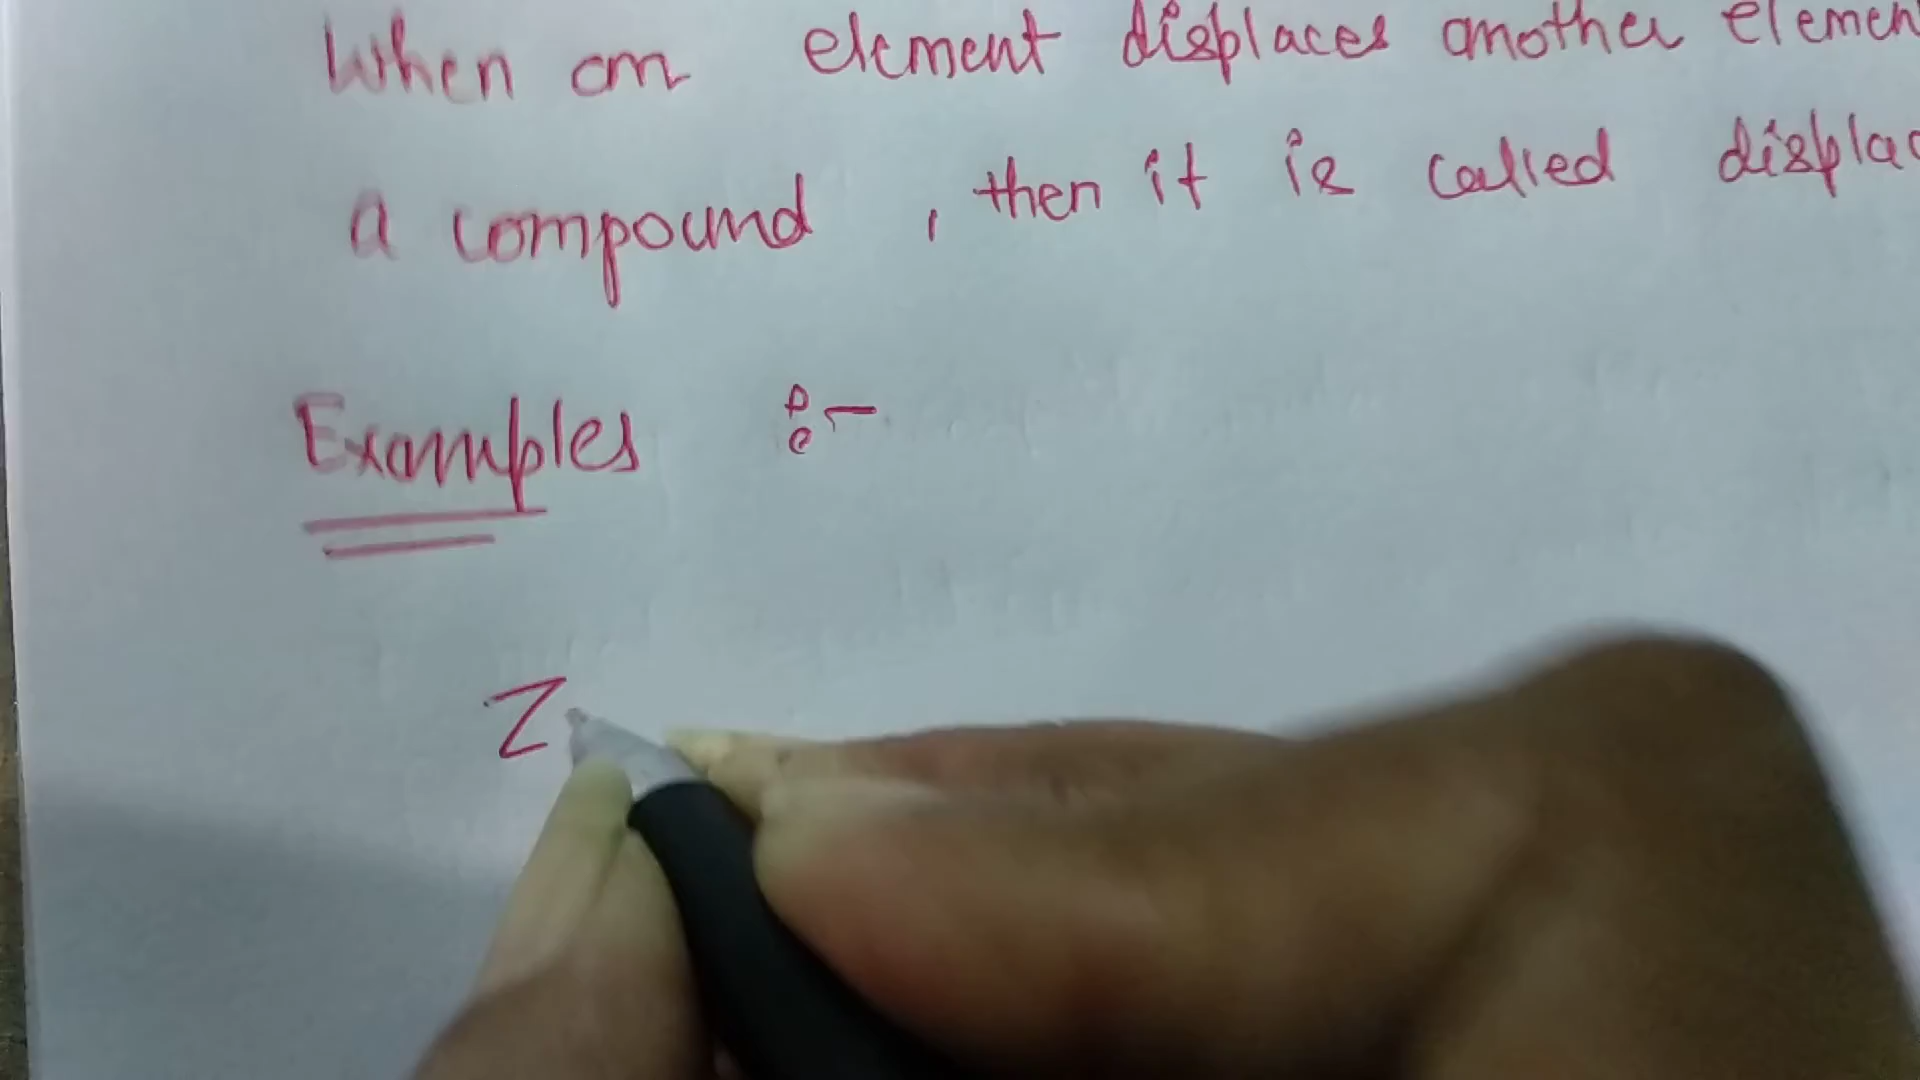 When an element displaces another elemen
a compound , then it is called displac
Examples :-
Z